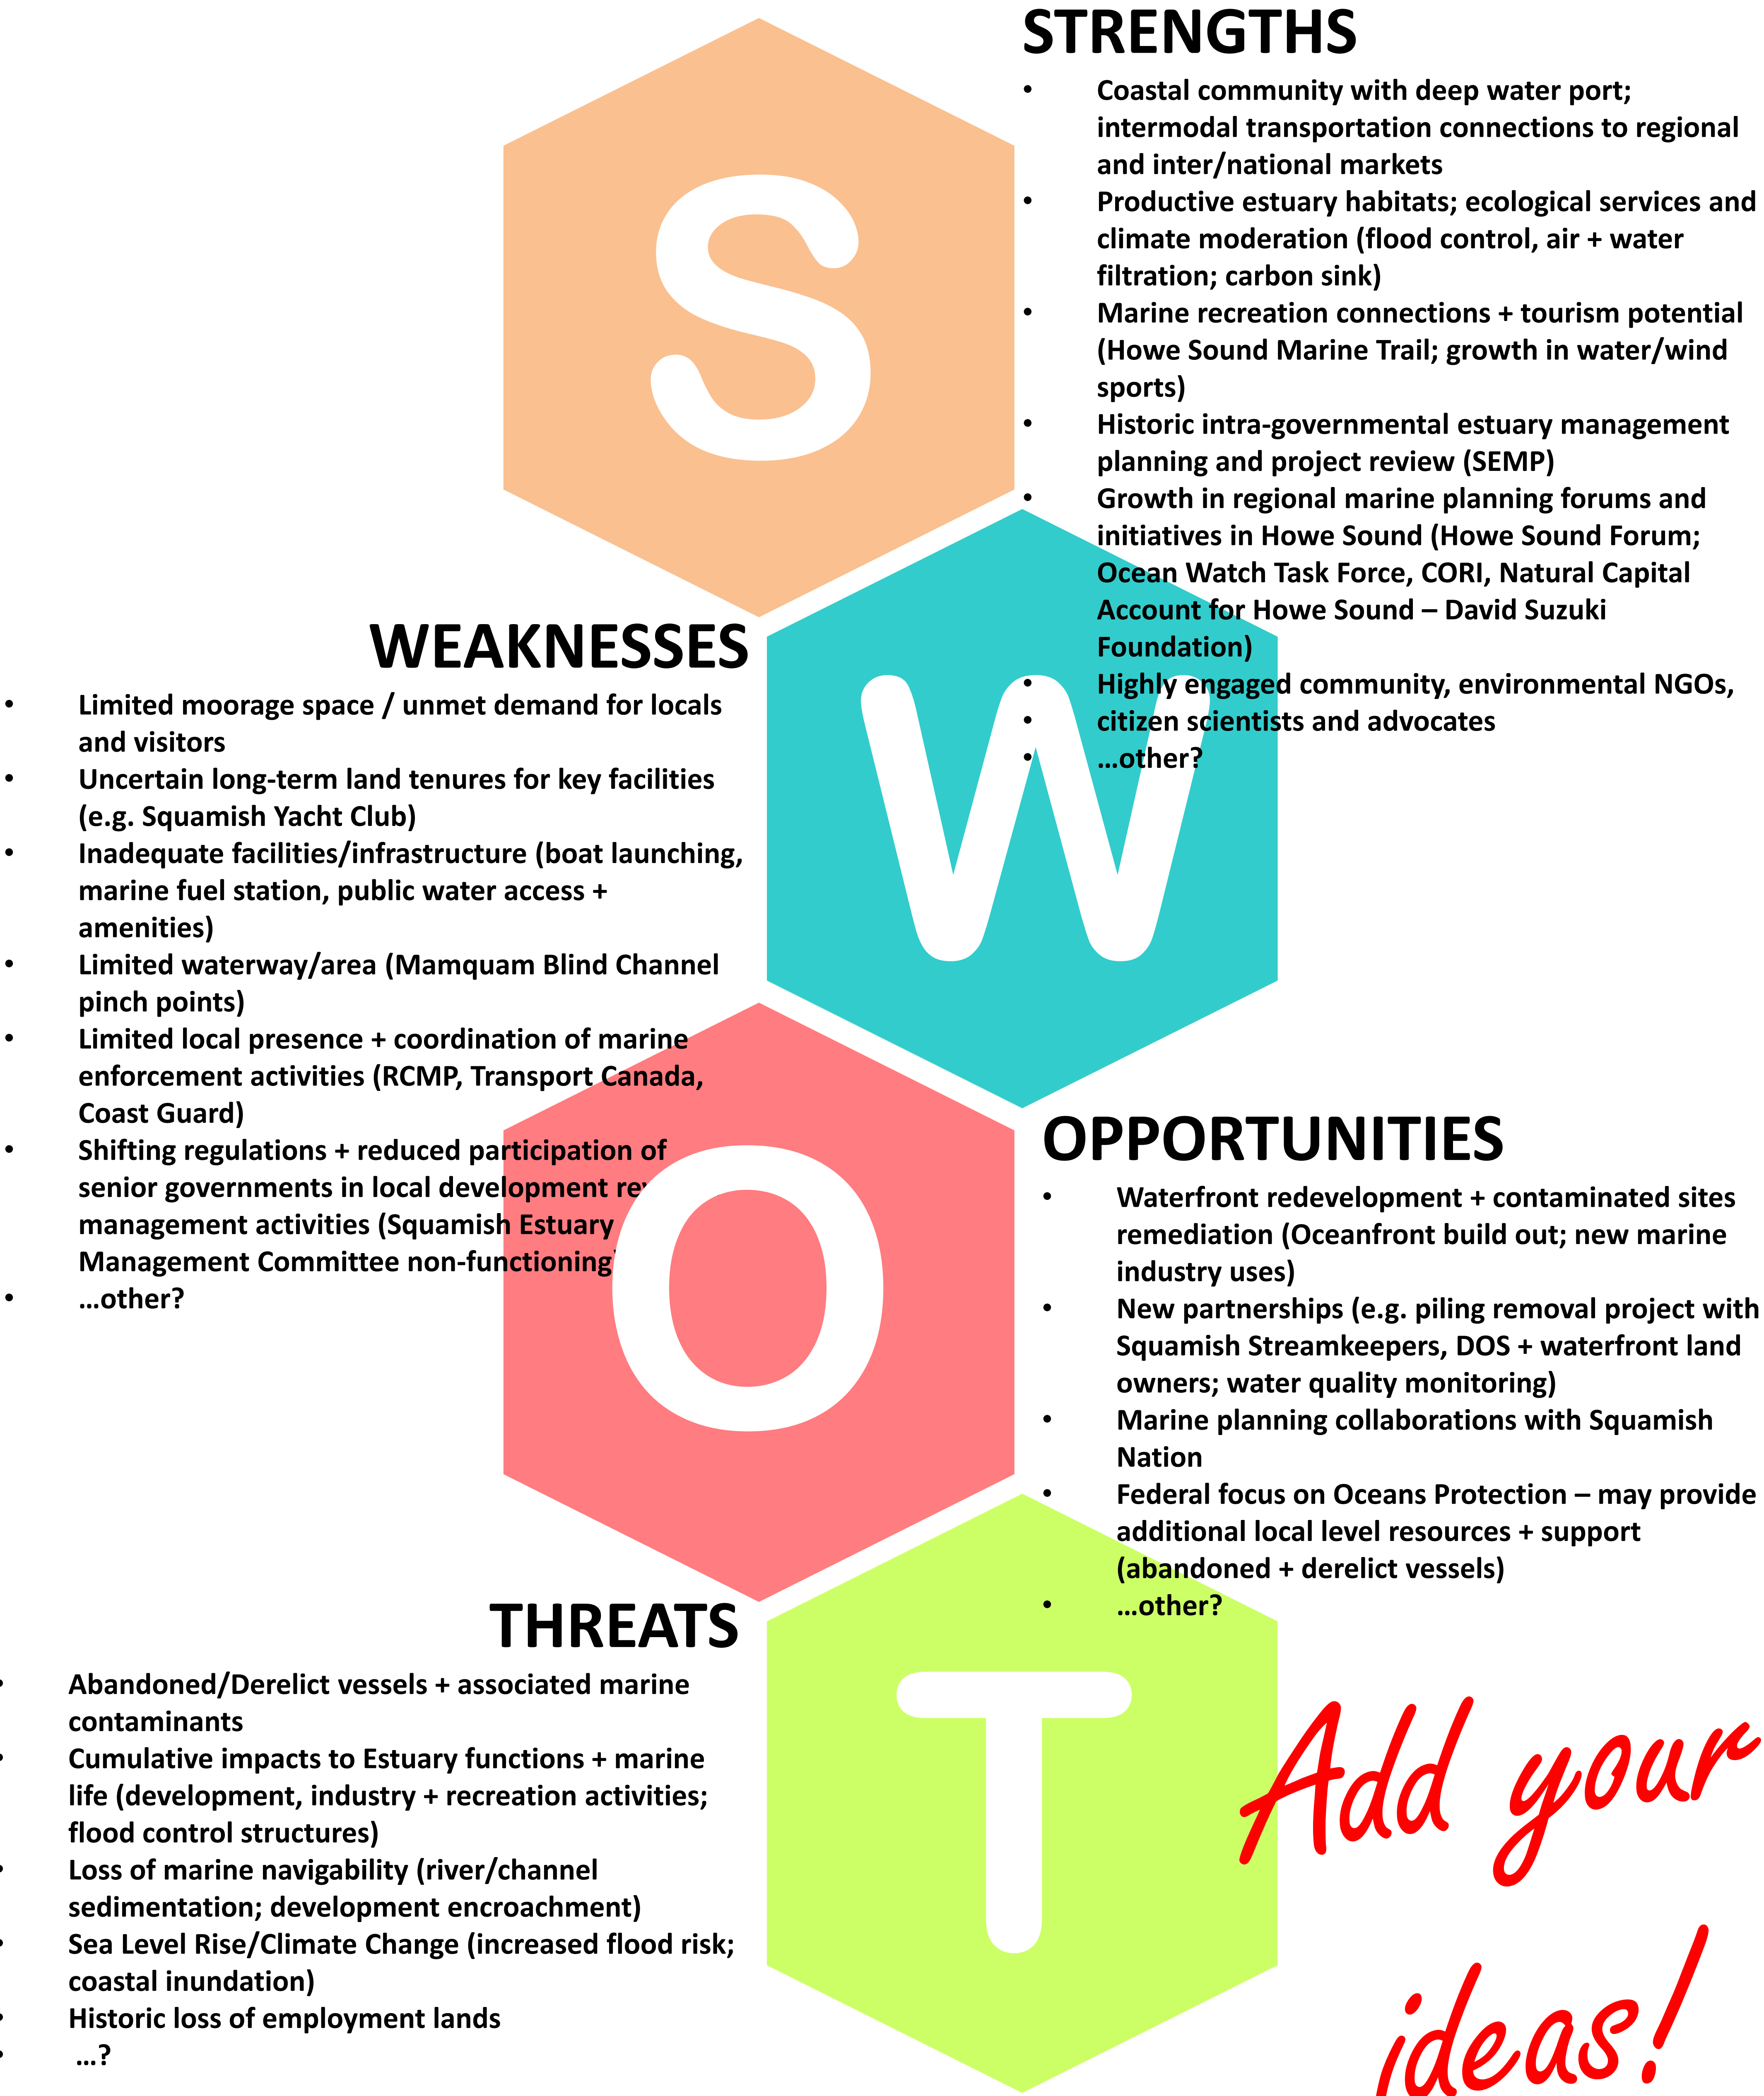 STRENGTHS
• Coastal community with deep water port;
intermodal transportation connections to regional
and inter/national markets
• Productive estuary habitats; ecological services and
climate moderation (flood control, air + water
filtration; carbon sink)
• Marine recreation connections + tourism potential
(Howe Sound Marine Trail; growth in water/wind
sports)
• Historic intra-governmental estuary management
planning and project review (SEMP)
• Growth in regional marine planning forums and
initiatives in Howe Sound (Howe Sound Forum;
Ocean Watch Task Force, CORI, Natural Capital
Account for Howe Sound – David Suzuki
Foundation)
• Highly engaged community, environmental NGOs,
• citizen scientists and advocates
• ...other?
S
WEAKNESSES
• Limited moorage space / unmet demand for locals
and visitors
• Uncertain long-term land tenures for key facilities
(e.g. Squamish Yacht Club)
• Inadequate facilities/infrastructure (boat launching,
marine fuel station, public water access +
amenities)
• Limited waterway/area (Mamquam Blind Channel
pinch points)
• Limited local presence + coordination of marine
enforcement activities (RCMP, Transport Canada,
Coast Guard)
• Shifting regulations + reduced participation of
senior governments in local development
management activities (Squamish Estuary
Management Committee non-functioning
• ...other?
W
OPPORTUNITIES
• Waterfront redevelopment + contaminated sites
remediation (Oceanfront build out; new marine
industry uses)
• New partnerships (e.g. piling removal project with
Squamish Streamkeepers, DOS + waterfront land
owners; water quality monitoring)
• Marine planning collaborations with Squamish
Nation
• Federal focus on Oceans Protection – may provide
additional local level resources + support
(abandoned + derelict vessels)
• ...other?
O
THREATS
• Abandoned/Derelict vessels + associated marine
contaminants
• Cumulative impacts to Estuary functions + marine
life (development, industry + recreation activities;
flood control structures)
• Loss of marine navigability (river/channel
sedimentation; development encroachment)
• Sea Level Rise/Climate Change (increased flood risk;
coastal inundation)
• Historic loss of employment lands
• ...?
T
Add your
ideas!